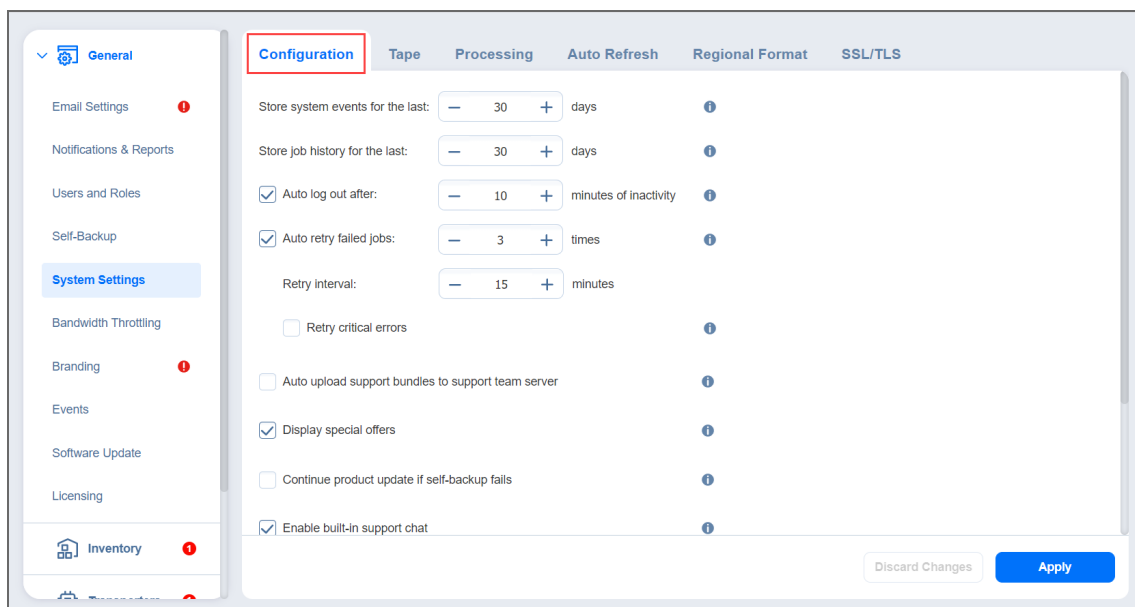 General
Email Settings
Notifications & Reports
Users and Roles
Self-Backup
System Settings
Bandwidth Throttling
Branding
Events
Software Update
Licensing
Inventory 1
Configuration Tape Processing Auto Refresh Regional Format SSL/TLS
Store system events for the last: — 30 + days
Store job history for the last: — 30 + days
Auto log out after: — 10 + minutes of inactivity
Auto retry failed jobs: — 3 + times
Retry interval: — 15 + minutes
Retry critical errors
Auto upload support bundles to support team server
Display special offers
Continue product update if self-backup fails
Enable built-in support chat
Discard Changes Apply